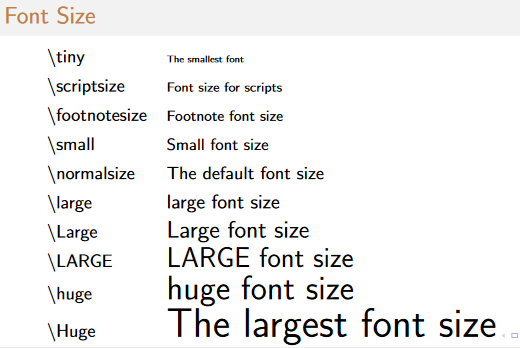 Font Size
\tiny The smallest font
\scriptsize Font size for scripts
\footnotesize Footnote font size
\small Small font size
\normalsize The default font size
\large large font size
\Large Large font size
\LARGE LARGE font size
\huge huge font size
\Huge The largest font size